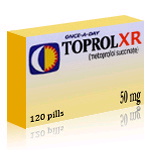 ONCE-A-DAY
TOPROL XR
(metoprolol succinate)
50 mg
120 pills